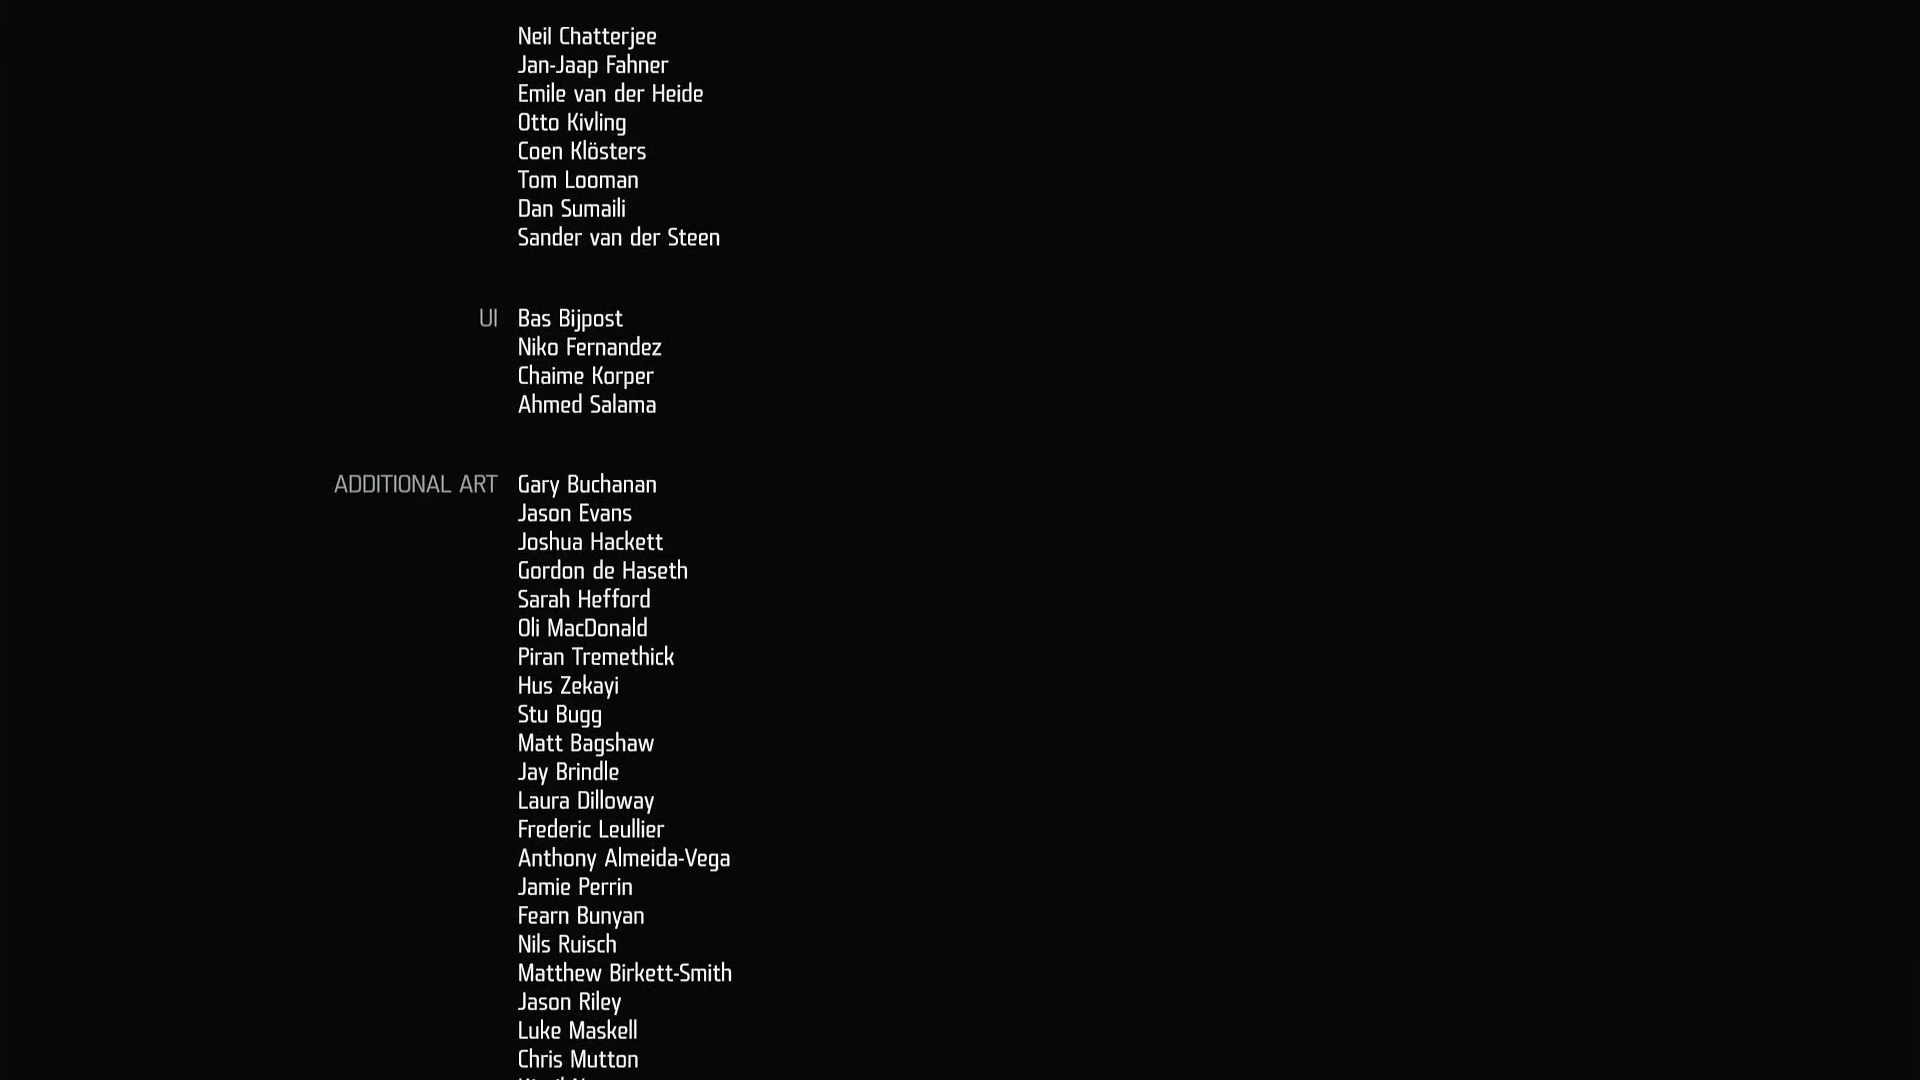 Neil Chatterjee
Jan-Jaap Fahner
Emile van der Heide
Otto Kivling
Coen Klösters
Tom Looman
Dan Sumaili
Sander van der Steen
UI Bas Bijpost
Niko Fernandez
Chaime Korper
Ahmed Salama
ADDITIONAL ART Gary Buchanan
Jason Evans
Joshua Hackett
Gordon de Haseth
Sarah Hefford
Oli MacDonald
Piran Tremethick
Hus Zekayi
Stu Bugg
Matt Bagshaw
Jay Brindle
Laura Dilloway
Frederic Leullier
Anthony Almeida-Vega
Jamie Perrin
Fearn Bunyan
Nils Ruisch
Matthew Birkett-Smith
Jason Riley
Luke Maskell
Chris Mutton